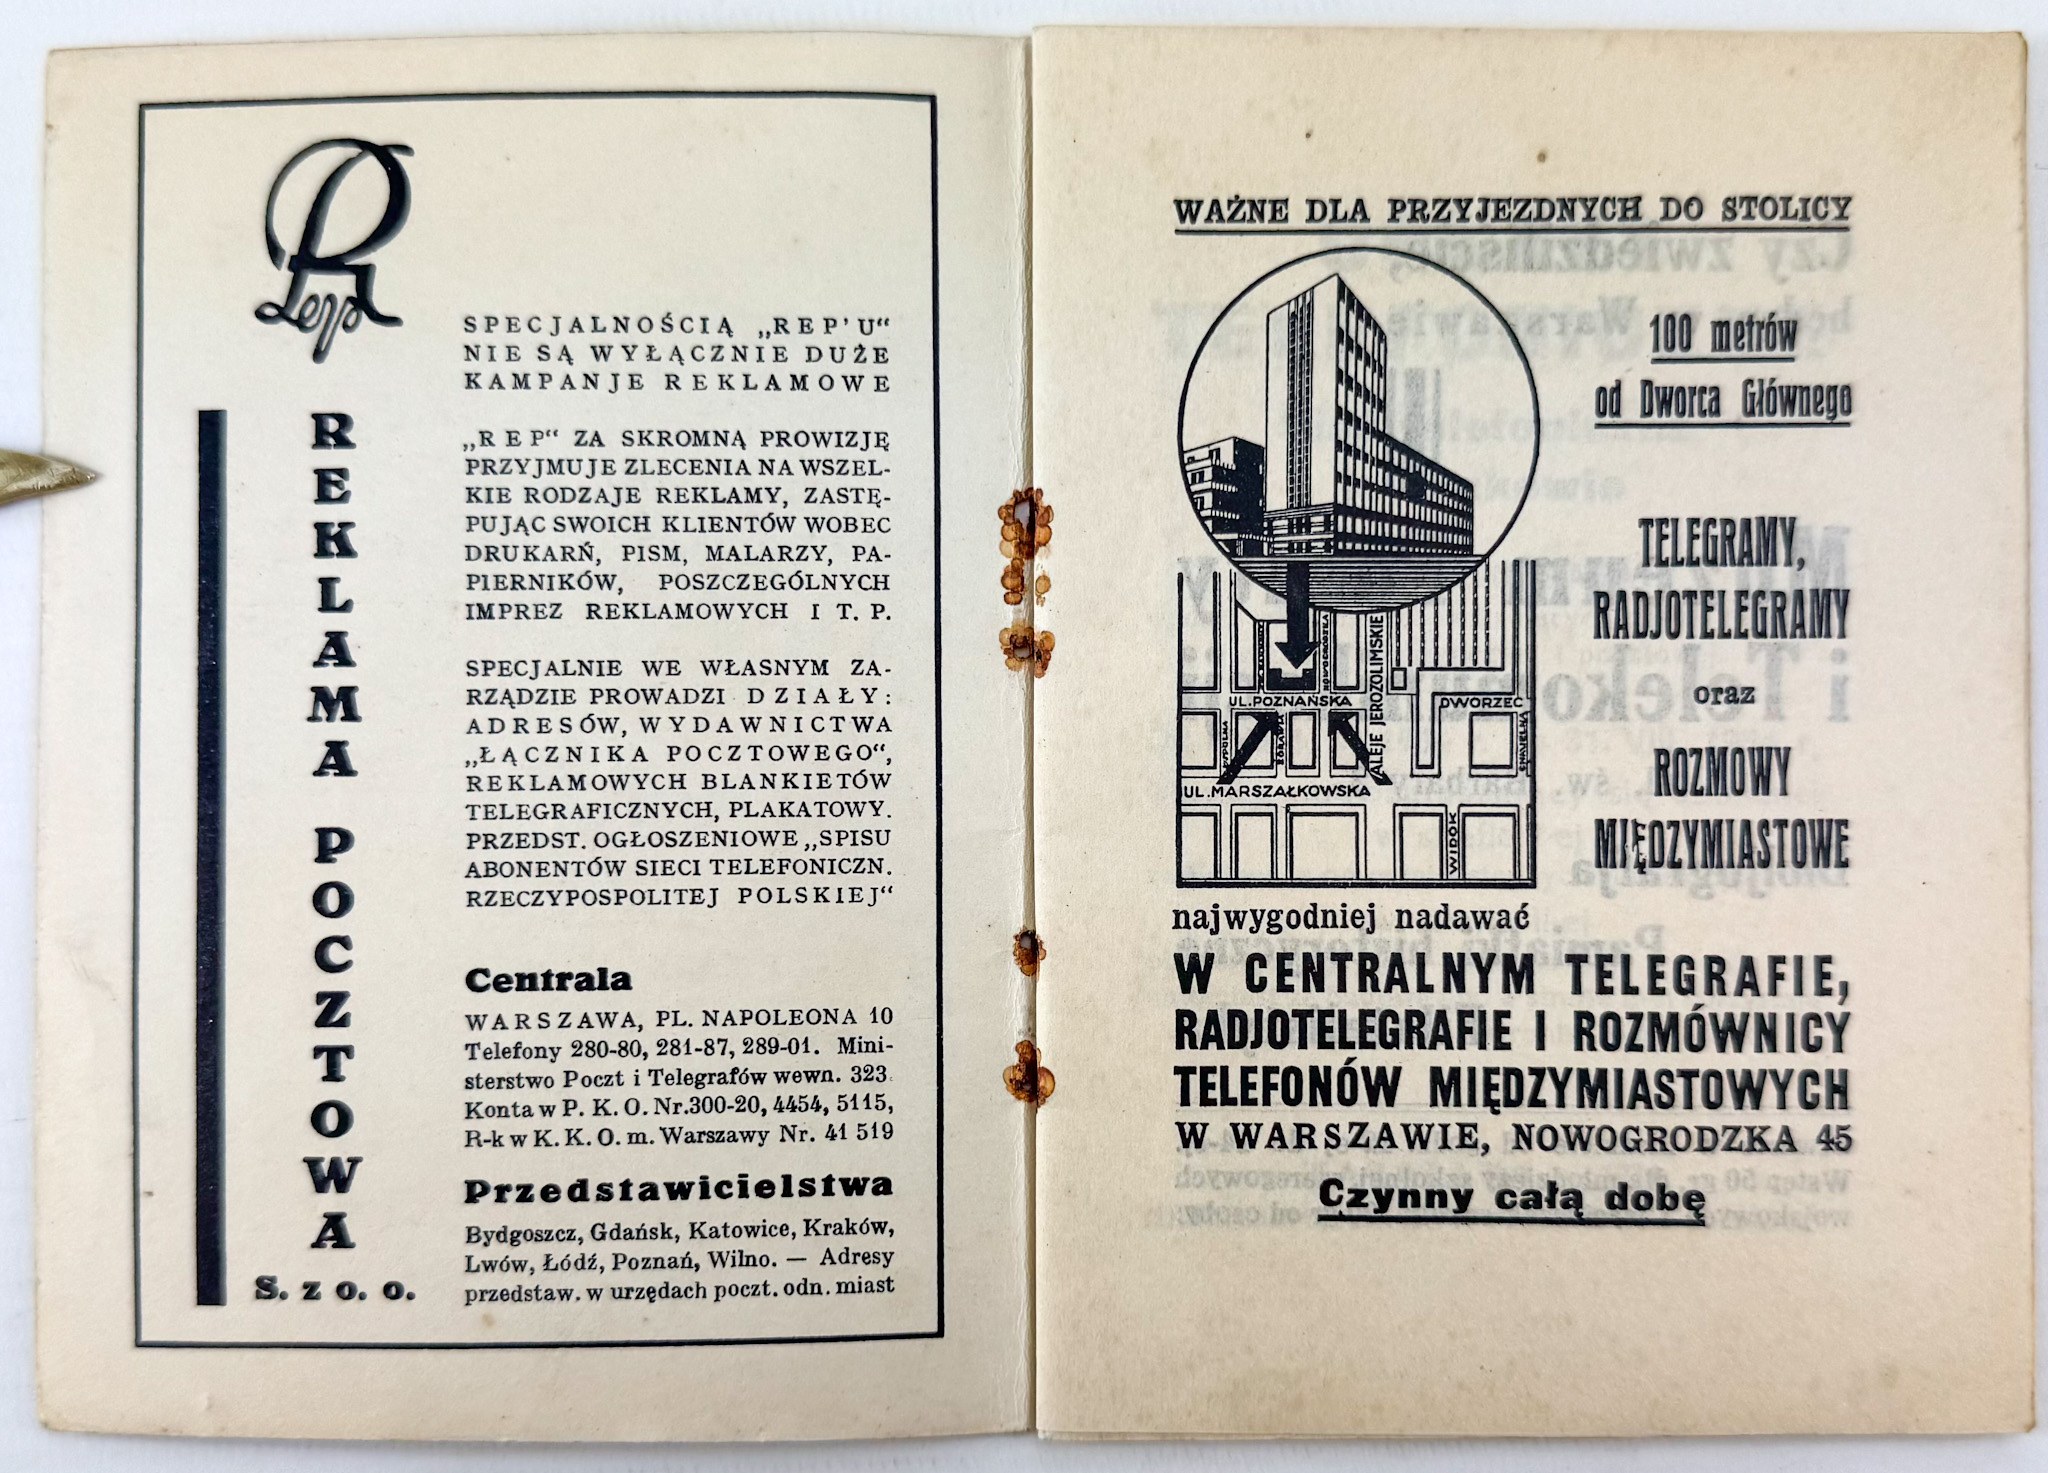 Rep
REKLAMA POCZTOWA
S. z o. o.
SPECJALNOŚCIĄ „REP'U“
NIE SĄ WYŁĄCZNIE DUŻE
KAMPANJE REKLAMOWE
„REP“ ZA SKROMNĄ PROWIZJĘ
PRZYJMUJE ZLECENIA NA WSZEL-
KIE RODZAJE REKLAMY, ZASTĘ-
PUJĄC SWOICH KLIENTÓW WOBEC
DRUKARŃ, PISM, MALARZY, PA-
PIERNIKÓW, POSZCZEGÓLNYCH
IMPREZ REKLAMOWYCH I T. P.
SPECJALNIE WE WŁASNYM ZA-
RZĄDZIE PROWADZI DZIAŁY:
ADRESÓW, WYDAWNICTWA
„ŁĄCZNIKA POCZTOWEGO“,
REKLAMOWYCH BLANKIETÓW
TELEGRAFICZNYCH, PLAKATOWY.
PRZEDST. OGŁOSZENIOWE „SPISU
ABONENTÓW SIECI TELEFONICZN.
RZECZYPOSPOLITEJ POLSKIEJ“
Centrala
WARSZAWA, PL. NAPOLEONA 10
Telefony 280-80, 281-87, 289-01. Mini-
sterstwo Poczt i Telegrafów wewn. 323.
Konta w P. K. O. Nr. 300-20, 4454, 5115,
R-k w K. K. O. m. Warszawy Nr. 41 519
Przedstawicielstwa
Bydgoszcz, Gdańsk, Katowice, Kraków,
Lwów, Łódź, Poznań, Wilno. — Adresy
przedstaw. w urzędach poczt. odn. miast
WAŻNE DLA PRZYJEZDNYCH DO STOLICY
100 metrów
od Dworca Głównego
TELEGRAMY,
RADJOTELEGRAMY
oraz
ROZMOWY
MIĘDZYMIASTOWE
NOWOGRODZKA
ALEJE JEROZOLIMSKIE
UL. POZNAŃSKA
DWORZEC
WSPÓLNA
ŻÓRAWIA
CHMIELNA
UL. MARSZAŁKOWSKA
WIDOK
najwygodniej nadawać
W CENTRALNYM TELEGRAFIE,
RADJOTELEGRAFIE I ROZMÓWNICY
TELEFONÓW MIĘDZYMIASTOWYCH
W WARSZAWIE, NOWOGRODZKA 45
Czynny całą dobę